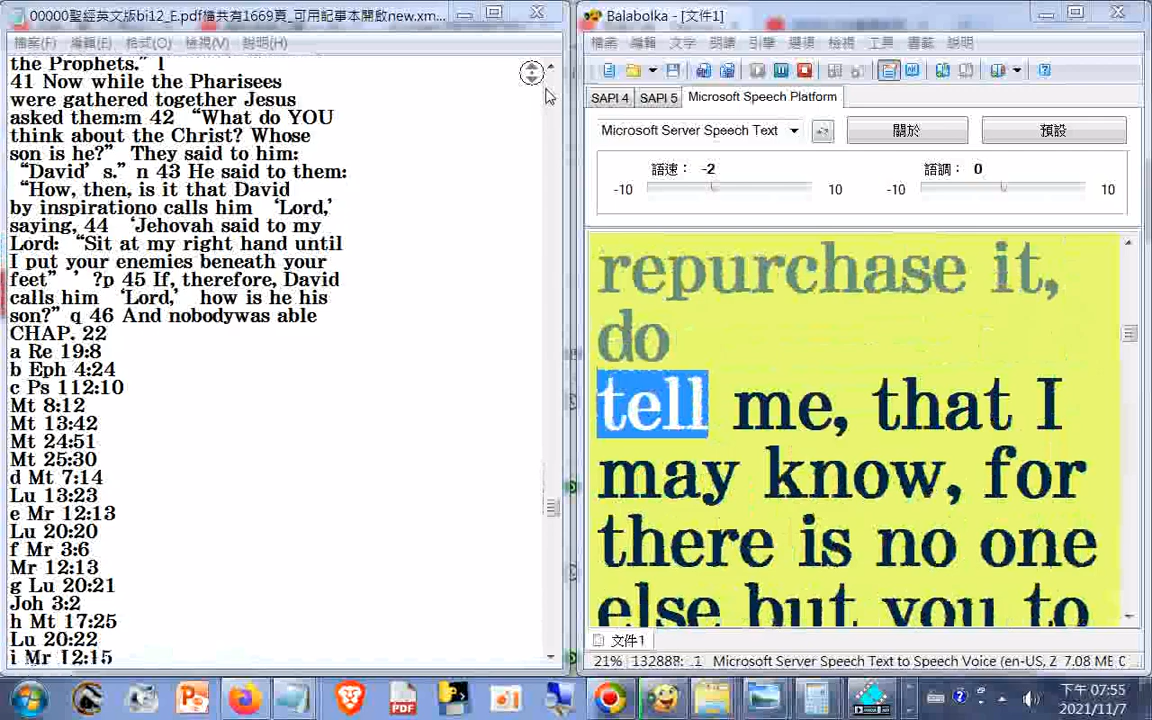 00000聖經英文版bi12_E.pdf檔共有1669頁_可用記事本開啟new.xm...
檔案(F) 編輯(E) 格式(O) 檢視(V) 說明(H)
the Prophets.” l
41 Now while the Pharisees
were gathered together Jesus
asked them:m 42 “What do YOU
think about the Christ? Whose
son is he?” They said to him:
“David’s.” n 43 He said to them:
“How, then, is it that David
by inspirationo calls him ‘Lord,’
saying, 44 ‘Jehovah said to my
Lord: “Sit at my right hand until
I put your enemies beneath your
feet” ’ ?p 45 If, therefore, David
calls him ‘Lord,’ how is he his
son?” q 46 And nobodywas able
CHAP. 22
a Re 19:8
b Eph 4:24
c Ps 112:10
Mt 8:12
Mt 13:42
Mt 24:51
Mt 25:30
d Mt 7:14
Lu 13:23
e Mr 12:13
Lu 20:20
f Mr 3:6
Mr 12:13
g Lu 20:21
Joh 3:2
h Mt 17:25
Lu 20:22
i Mr 12:15
Balabolka - [文件1]
檔案 編輯 文字 朗讀 引擎 選項 檢視 工具 書籤 說明
SAPI 4 SAPI 5 Microsoft Speech Platform
Microsoft Server Speech Text 關於 預設
語速： -2 語調： 0
-10 10 -10 10
repurchase it,
do
tell me, that I
may know, for
there is no one
else but you to
文件1
21% Microsoft Server Speech Text to Speech Voice (en-US, Z 7.08 ME
PDF
下午 07:55
2021/11/7